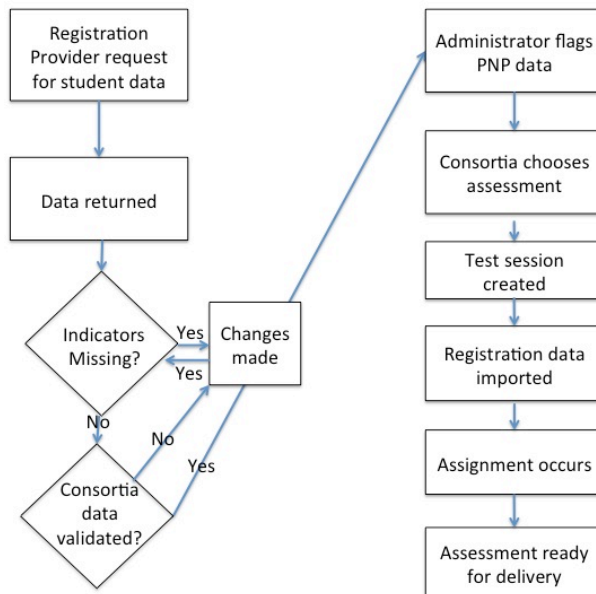 Registration
Provider request
for student data
Data returned
Indicators
Missing?
Yes
Yes
Changes
made
No
No
Yes
Consortia
data
validated?
Administrator flags
PNP data
Consortia chooses
assessment
Test session
created
Registration data
imported
Assignment occurs
Assessment ready
for delivery